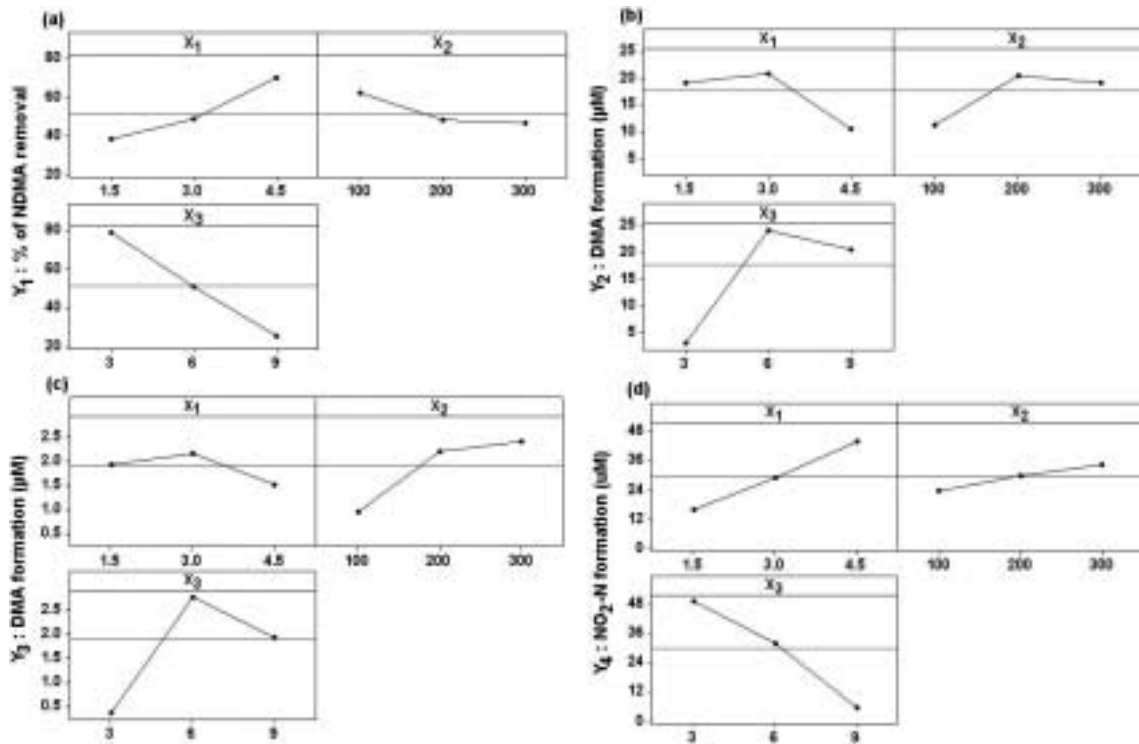 (a)
X1 X2
Y1 : % of NDMA removal
80
60
40
20
1.5 3.0 4.5 100 200 300
X3
80
60
40
20
3 6 9
(b)
X1 X2
Y2 : DMA formation (µM)
25
20
15
10
5
1.5 3.0 4.5 100 200 300
X3
25
20
15
10
5
3 6 9
(c)
X1 X2
Y3 : DMA formation (µM)
2.5
2.0
1.5
1.0
0.5
1.5 3.0 4.5 100 200 300
X3
2.5
2.0
1.5
1.0
0.5
3 6 9
(d)
X1 X2
Y4 : NO2-N formation (uM)
48
36
24
12
0
1.5 3.0 4.5 100 200 300
X3
48
36
24
12
0
3 6 9